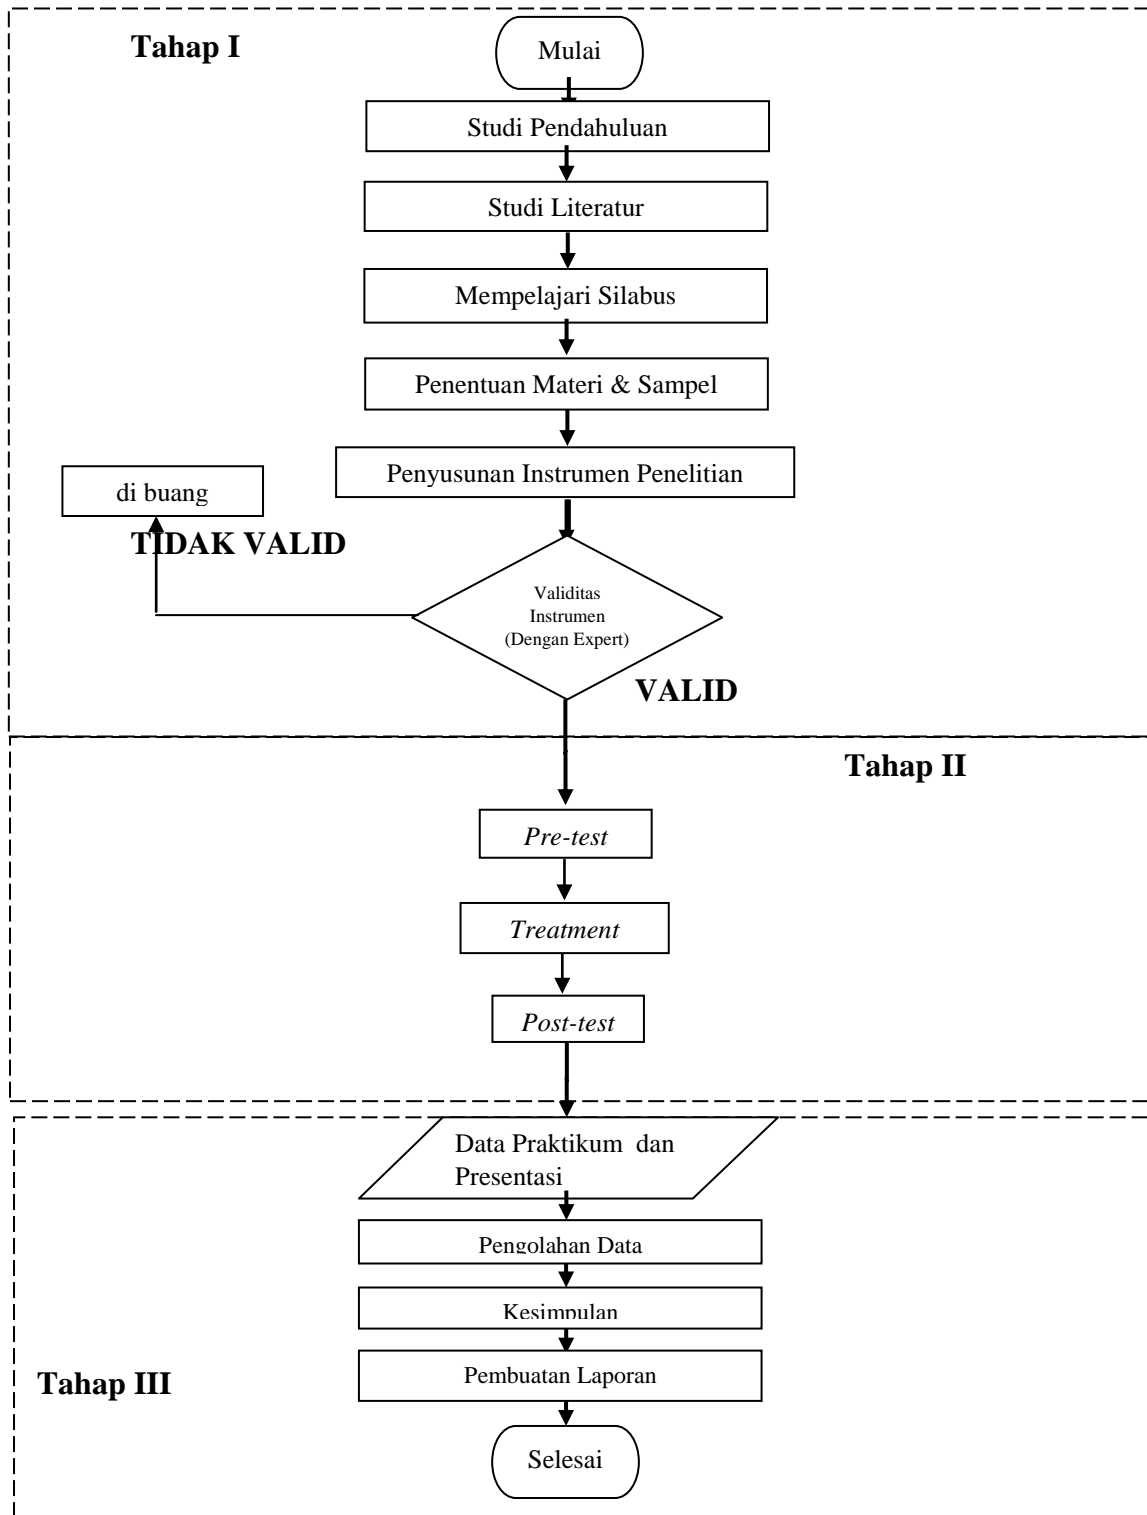 Tahap I
Mulai
Studi Pendahuluan
Studi Literatur
Mempelajari Silabus
Penentuan Materi & Sampel
Penyusunan Instrumen Penelitian
di buang
TIDAK VALID
Validitas
Instrumen
(Dengan Expert)
VALID
Tahap II
Pre-test
Treatment
Post-test
Data Praktikum dan
Presentasi
Pengolahan Data
Kesimpulan
Pembuatan Laporan
Tahap III
Selesai